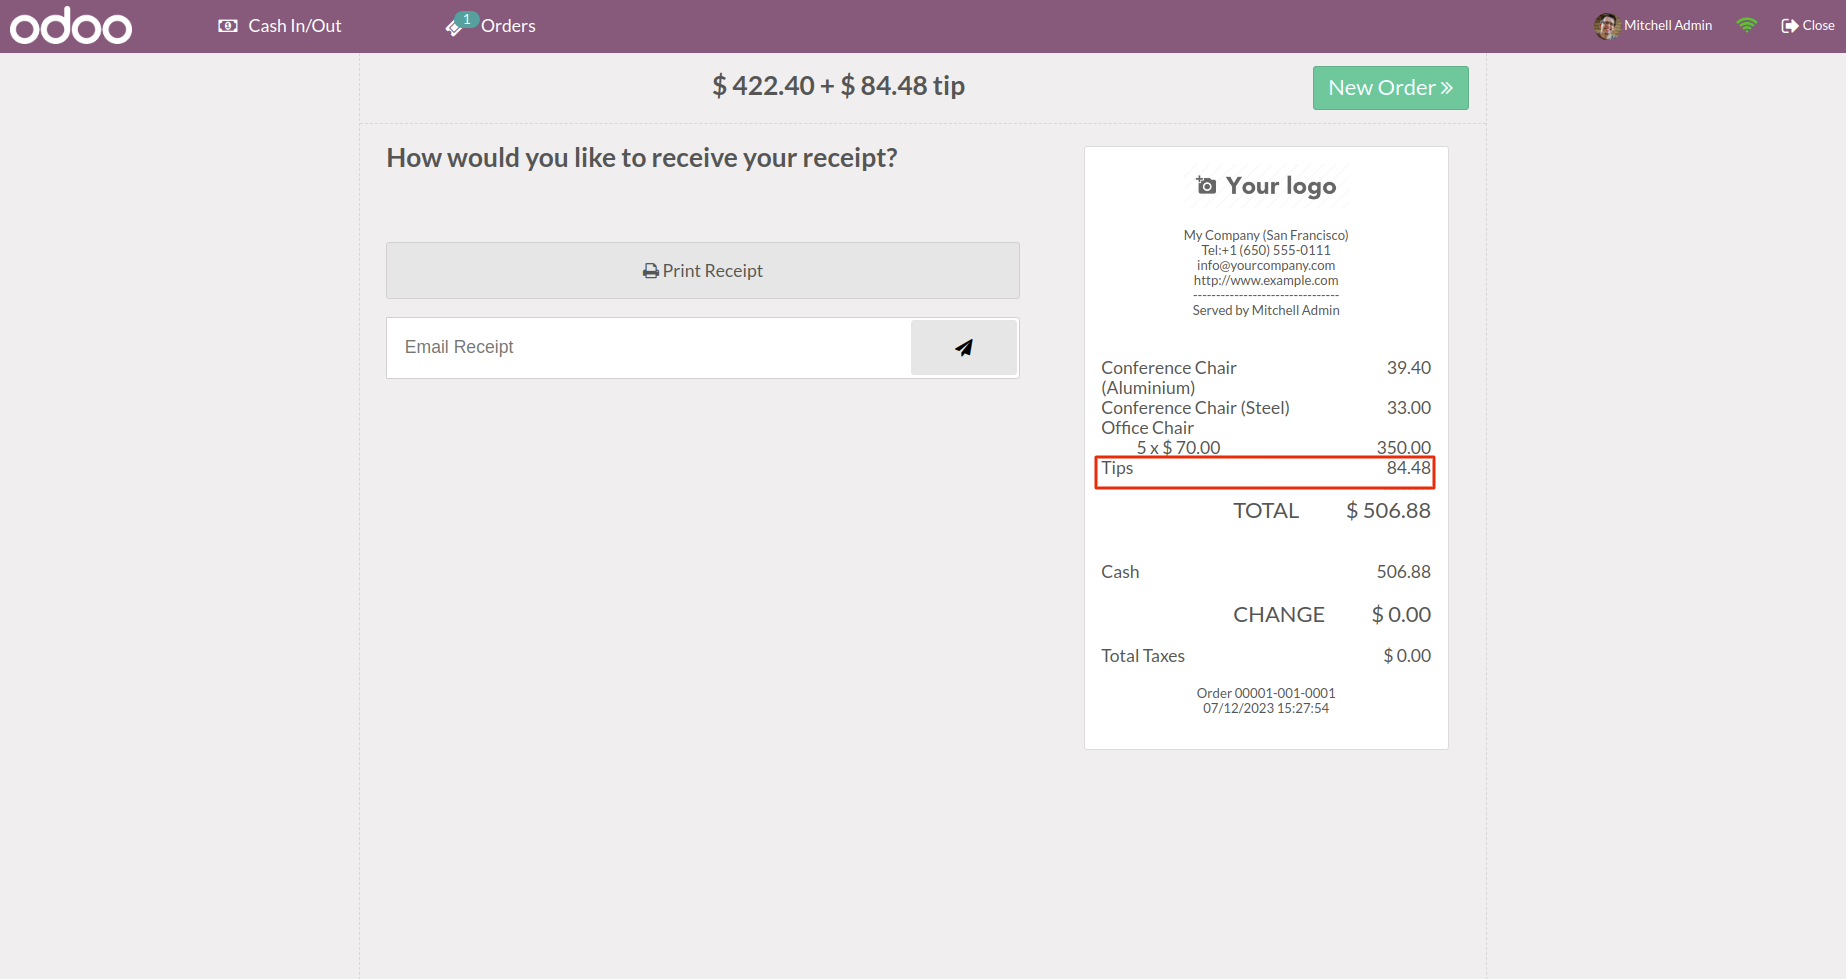 odoo
Cash In/Out
1
Orders
Mitchell Admin
Close
$ 422.40 + $ 84.48 tip
New Order »
How would you like to receive your receipt?
Print Receipt
Email Receipt
Your logo
My Company (San Francisco)
Tel:+1 (650) 555-0111
info@yourcompany.com
http://www.example.com
--------------------------------
Served by Mitchell Admin
Conference Chair 39.40
(Aluminium)
Conference Chair (Steel) 33.00
Office Chair
5 x $ 70.00 350.00
Tips 84.48
TOTAL $ 506.88
Cash 506.88
CHANGE $ 0.00
Total Taxes $ 0.00
Order 00001-001-0001
07/12/2023 15:27:54